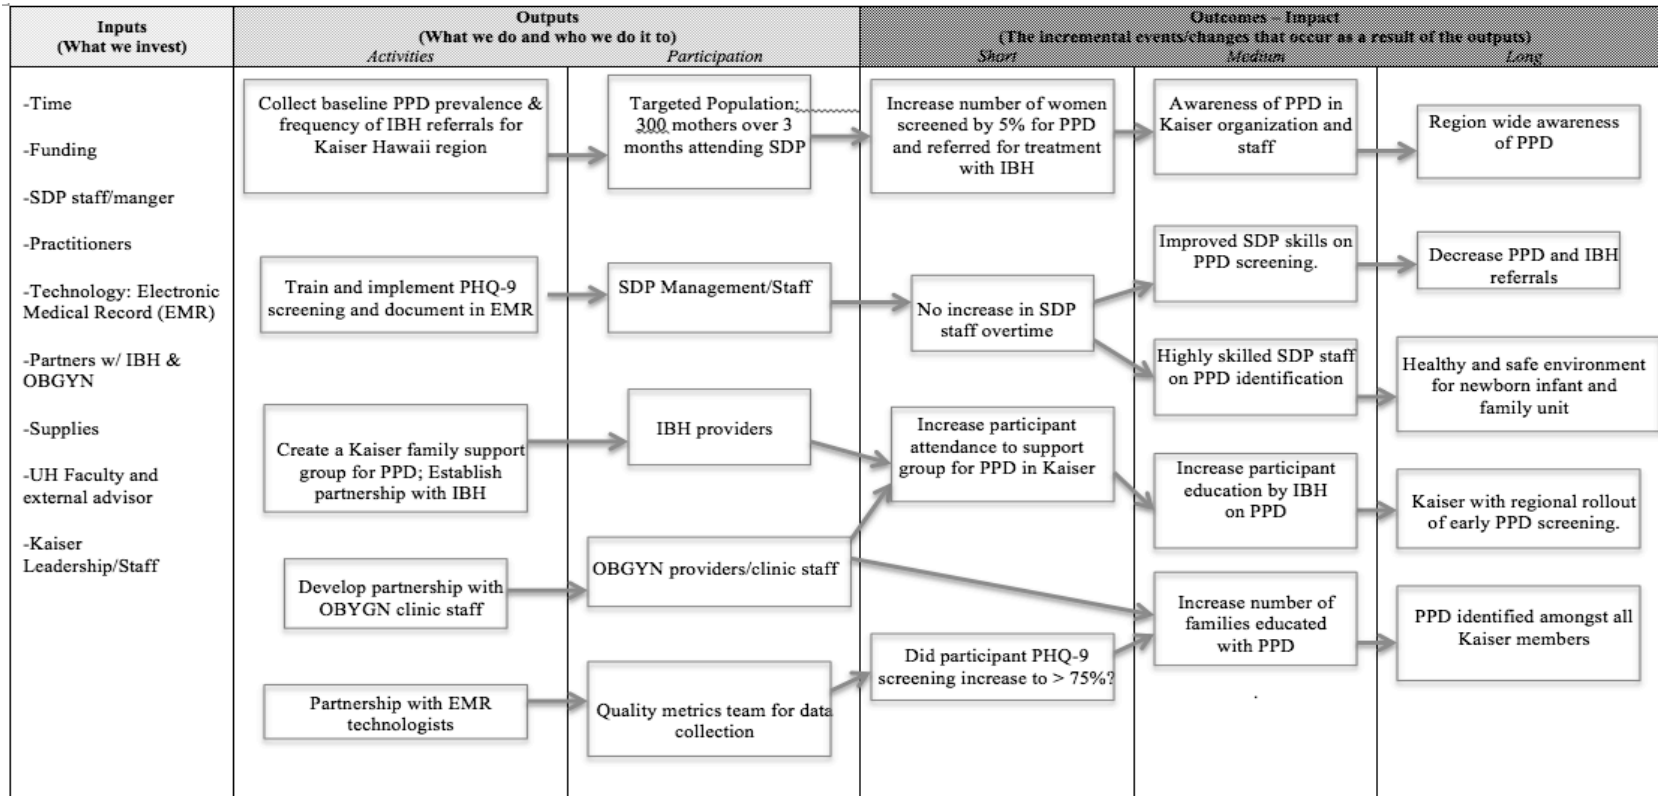 Inputs
(What we invest)
Outputs
(What we do and who we do it to)
Activities
Participation
Outcomes – Impact
(The incremental events/changes that occur as a result of the outputs)
Short
Medium
Long
-Time
-Funding
-SDP staff/manger
-Practitioners
-Technology: Electronic
Medical Record (EMR)
-Partners w/ IBH &
OBGYN
-Supplies
-UH Faculty and
external advisor
-Kaiser
Leadership/Staff
Collect baseline PPD prevalence &
frequency of IBH referrals for
Kaiser Hawaii region
Train and implement PHQ-9
screening and document in EMR
Create a Kaiser family support
group for PPD; Establish
partnership with IBH
Develop partnership with
OBYGN clinic staff
Partnership with EMR
technologists
Targeted Population:
300 mothers over 3
months attending SDP
SDP Management/Staff
IBH providers
OBGYN providers/clinic staff
Quality metrics team for data
collection
Increase number of women
screened by 5% for PPD
and referred for treatment
with IBH
No increase in SDP
staff overtime
Increase participant
attendance to support
group for PPD in Kaiser
Did participant PHQ-9
screening increase to > 75%?
Awareness of PPD in
Kaiser organization and
staff
Improved SDP skills on
PPD screening.
Highly skilled SDP staff
on PPD identification
Increase participant
education by IBH
on PPD
Increase number of
families educated
with PPD
.
Region wide awareness
of PPD
Decrease PPD and IBH
referrals
Healthy and safe environment
for newborn infant and
family unit
Kaiser with regional rollout
of early PPD screening.
PPD identified amongst all
Kaiser members